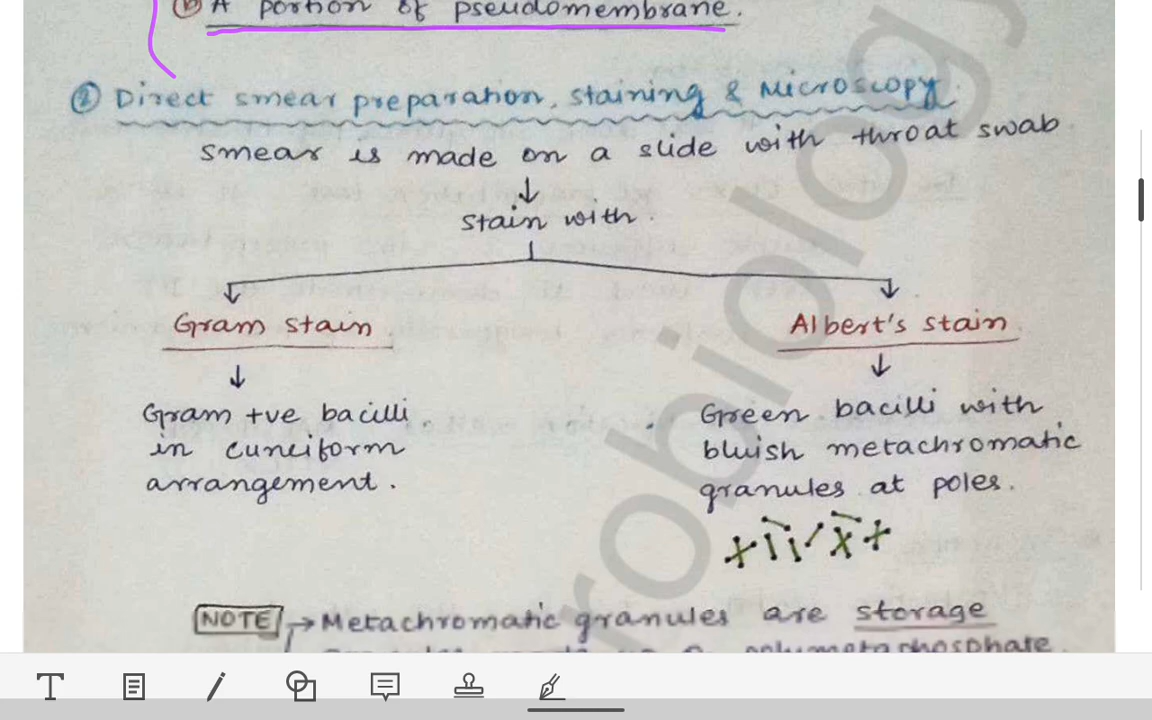 (b) A portion of pseudomembrane.
② Direct smear preparation, staining & Microscopy.
smear is made on a slide with throat swab
↓
stain with
Gram stain
Albert's stain
Gram +ve bacilli
in cuneiform
arrangement.
Green bacilli with
bluish metachromatic
granules at poles.
NOTE → Metachromatic granules are storage
polymetaphosphate
robiology